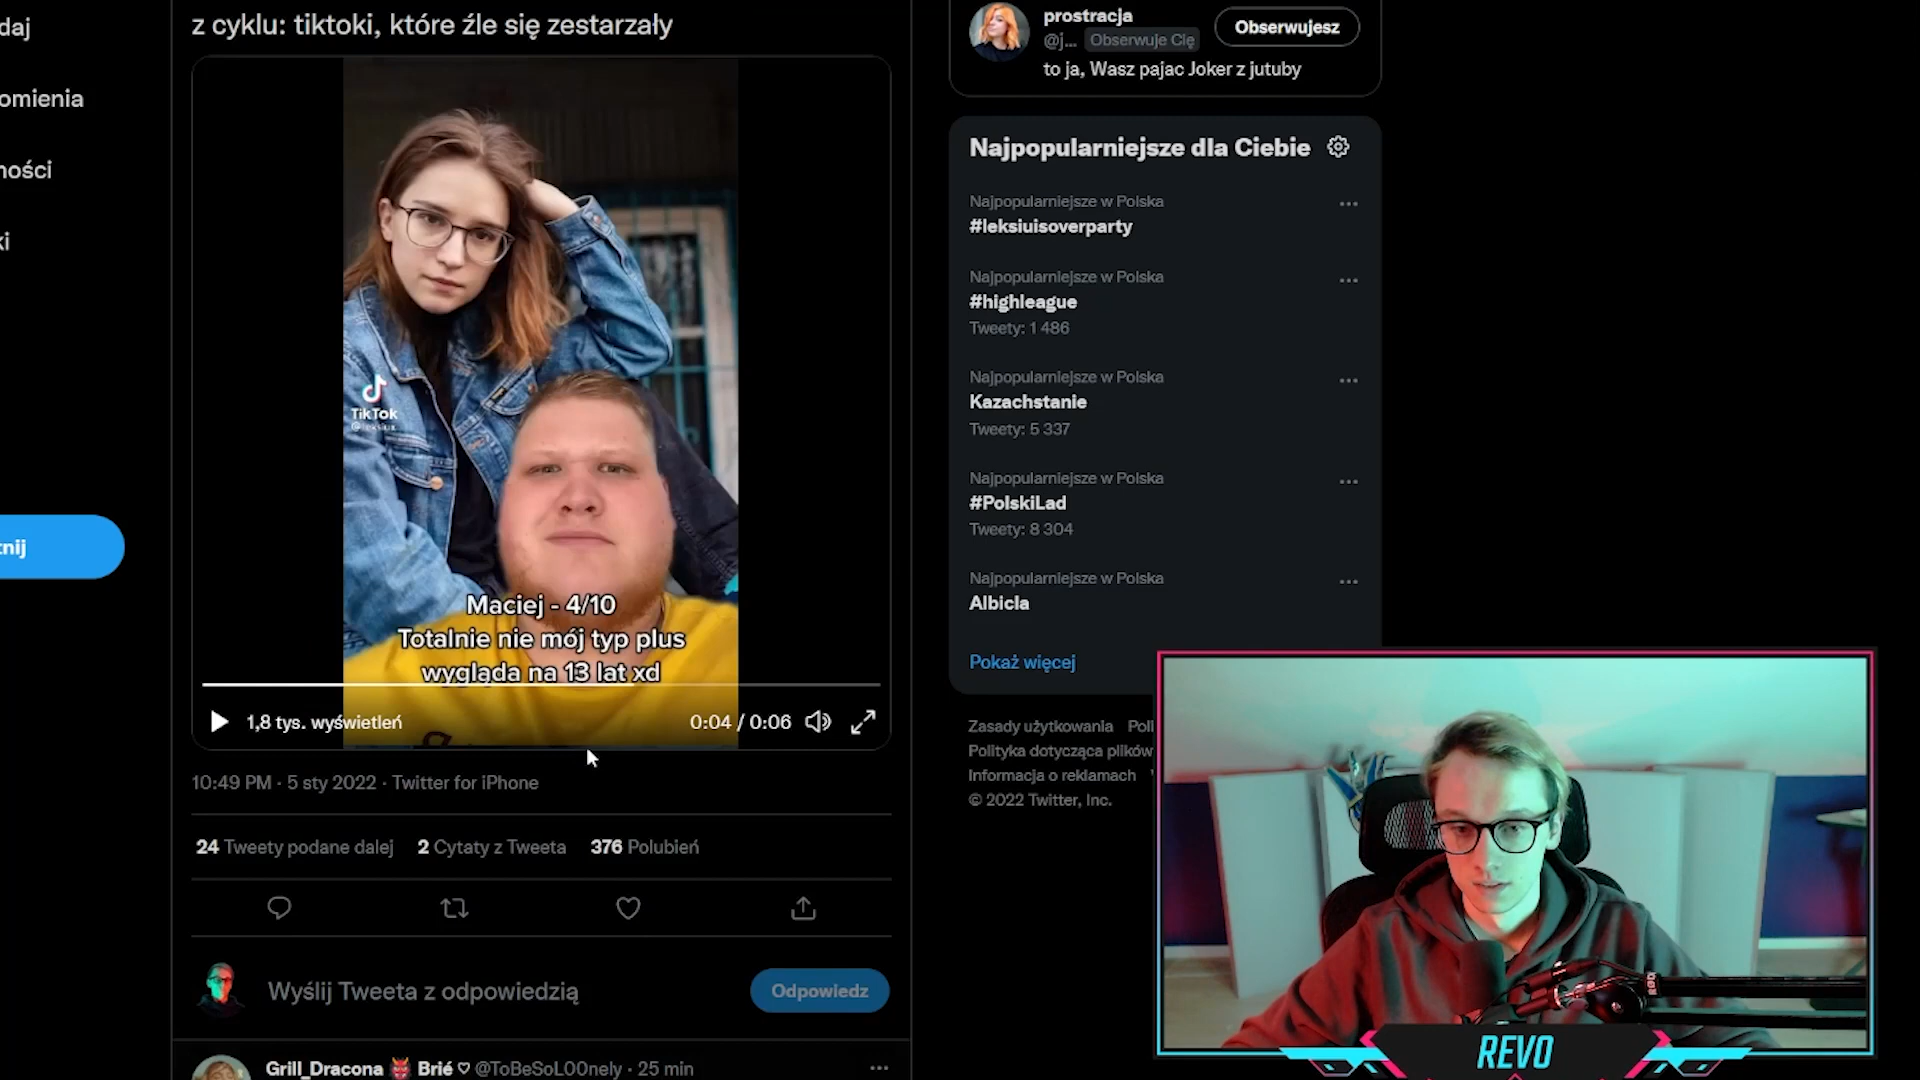 daj
omienia
ności
ki
tnij
z cyklu: tiktoki, które źle się zestarzały
TikTok
Maciej - 4/10
Totalnie nie mój typ plus
wygląda na 13 lat xd
1,8 tys. wyświetleń
0:04 / 0:06
10:49 PM · 5 sty 2022 · Twitter for iPhone
24 Tweety podane dalej 2 Cytaty z Tweeta 376 Polubień
Wyślij Tweeta z odpowiedzią
Odpowiedz
Grill_Dracona 👹 Brié ♡ @ToBeSoL00nely · 25 min
prostracja
@j... Obserwuje Cię
Obserwujesz
to ja, Wasz pajac Joker z jutuby
Najpopularniejsze dla Ciebie
Najpopularniejsze w Polska
#leksiuisoverparty
Najpopularniejsze w Polska
#highleague
Tweety: 1 486
Najpopularniejsze w Polska
Kazachstanie
Tweety: 5 337
Najpopularniejsze w Polska
#PolskiLad
Tweety: 8 304
Najpopularniejsze w Polska
Albicla
Pokaż więcej
Zasady użytkowania Poli
Polityka dotycząca plików
Informacja o reklamach
© 2022 Twitter, Inc.
RØDE
REVO